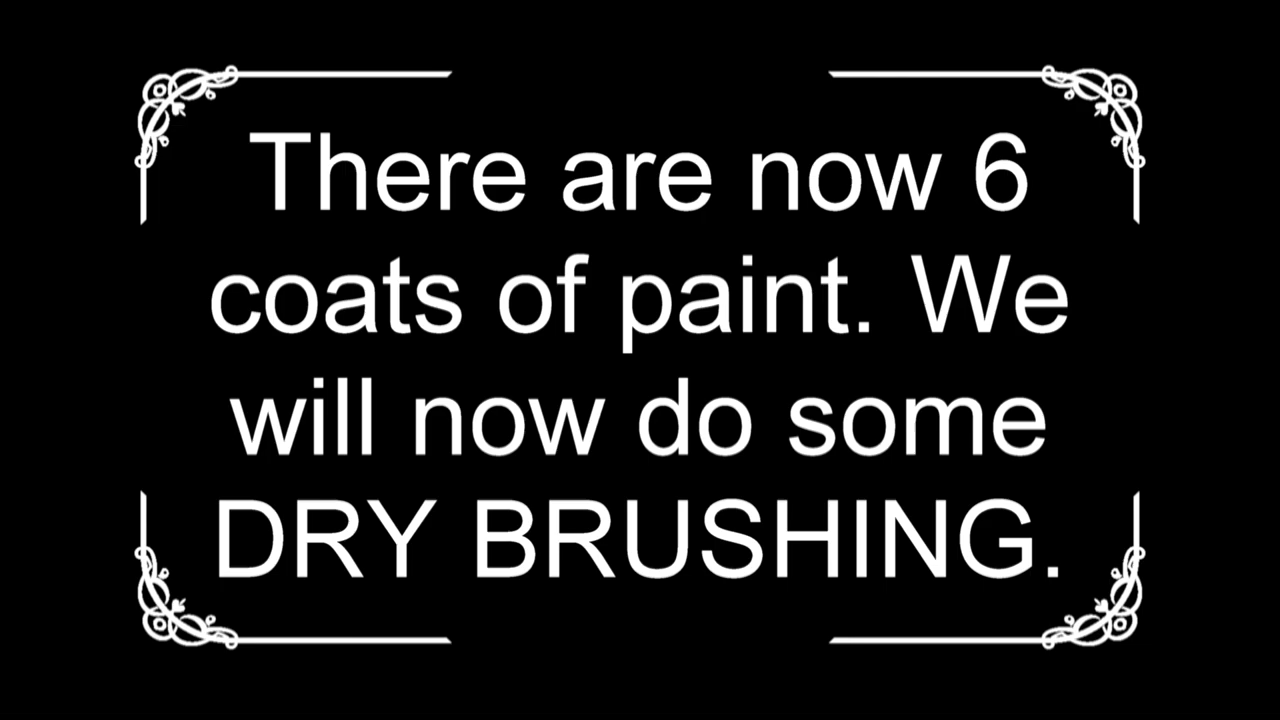 There are now 6
coats of paint. We
will now do some
DRY BRUSHING.